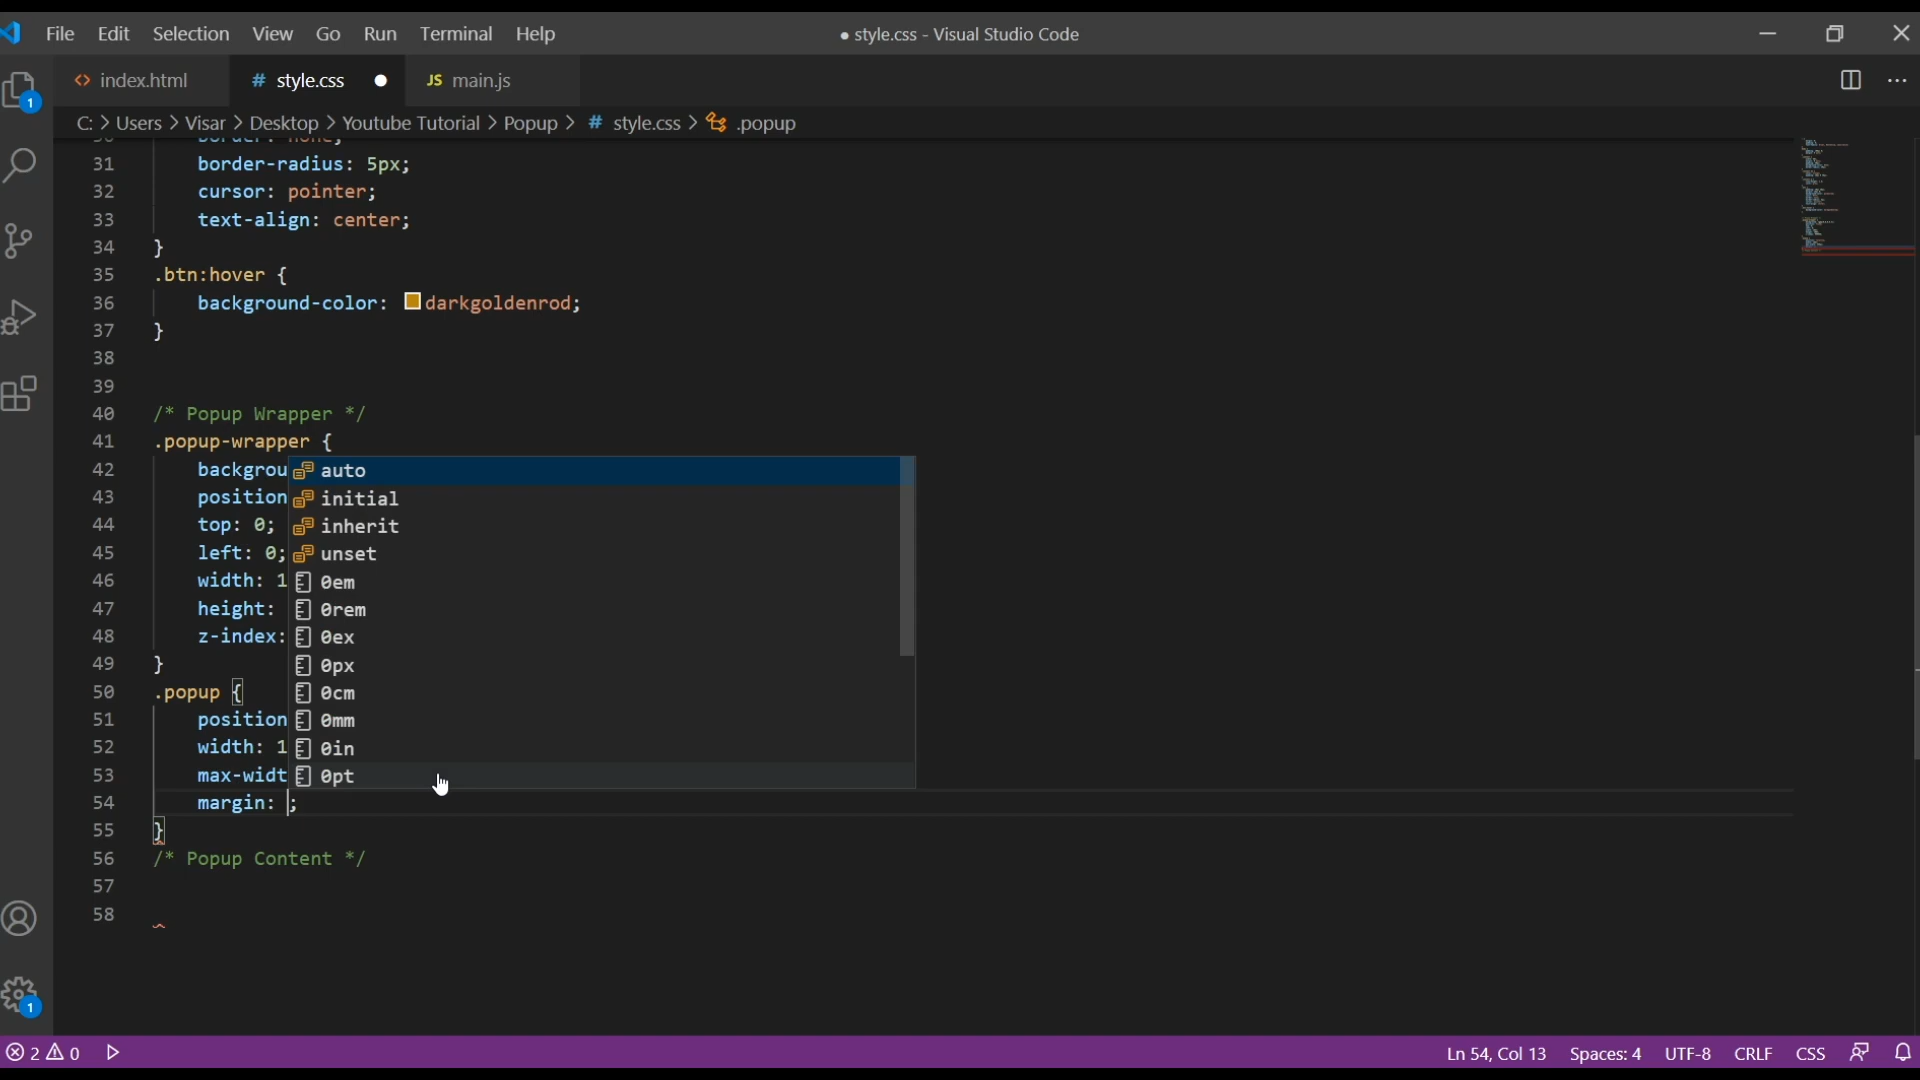 File Edit Selection View Go Run Terminal Help ● style.css - Visual Studio Code
<> index.html # style.css ● JS main.js
C: > Users > Visar > Desktop > Youtube Tutorial > Popup > # style.css > .popup
31 border-radius: 5px;
32 cursor: pointer;
33 text-align: center;
34 }
35 .btn:hover {
36 background-color: darkgoldenrod;
37 }
38
39
40 /* Popup Wrapper */
41 .popup-wrapper {
42 backgrou auto
43 position initial
44 top: 0; inherit
45 left: 0; unset
46 width: 1 0em
47 height: 0rem
48 z-index: 0ex
49 } 0px
50 .popup { 0cm
51 position 0mm
52 width: 1 0in
53 max-widt 0pt
54 margin: ;
55 }
56 /* Popup Content */
57
58
1
1
2 0 Ln 54, Col 13 Spaces: 4 UTF-8 CRLF CSS